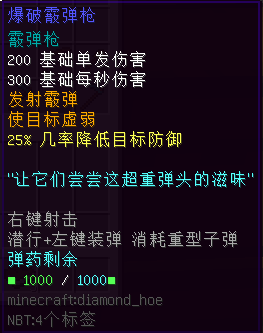 爆破霰弹枪
霰弹枪
200 基础单发伤害
300 基础每秒伤害
发射霰弹
使目标虚弱
25% 几率降低目标防御
"让它们尝尝这超重弹头的滋味"
右键射击
潜行+左键装弹 消耗重型子弹
弹药剩余
■ 1000 / 1000■
minecraft:diamond_hoe
NBT:4个标签